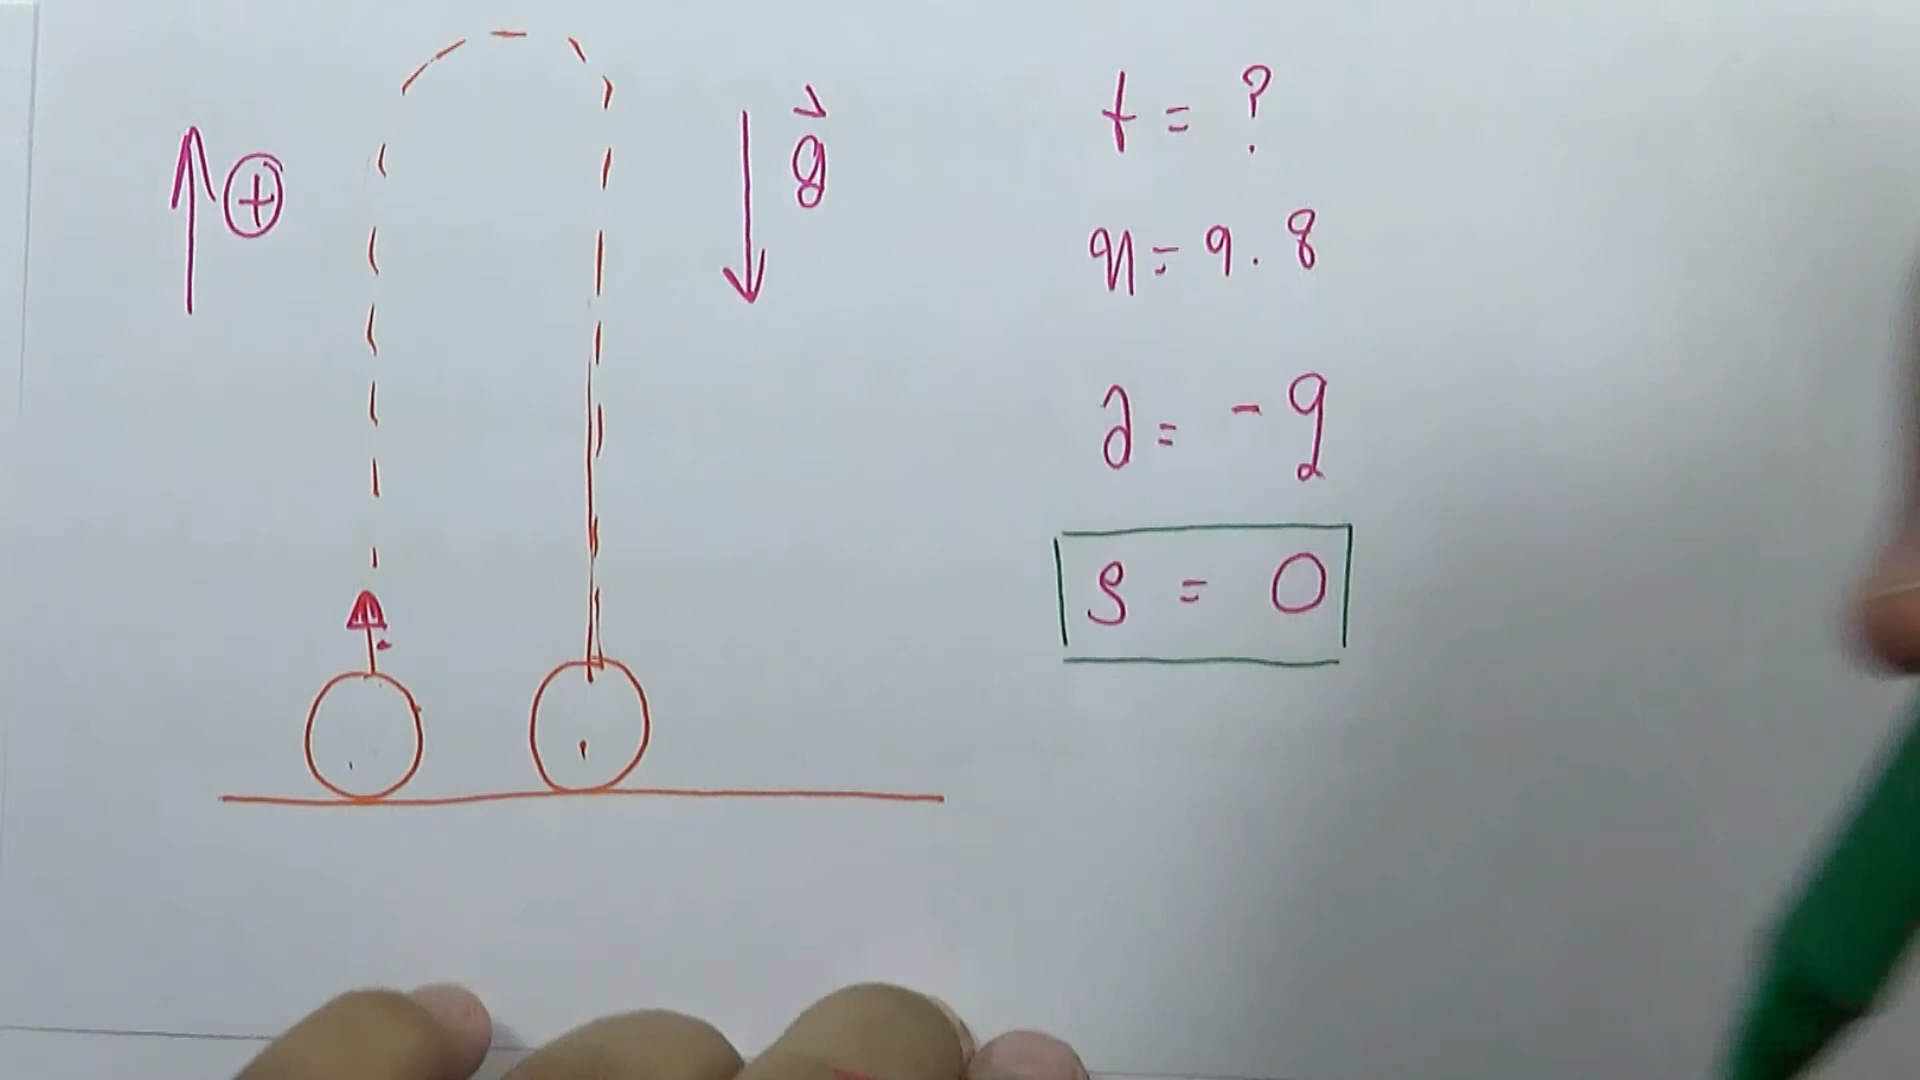 ⊕
g⃗
t = ?
u = 9.8
a = - g
s = 0